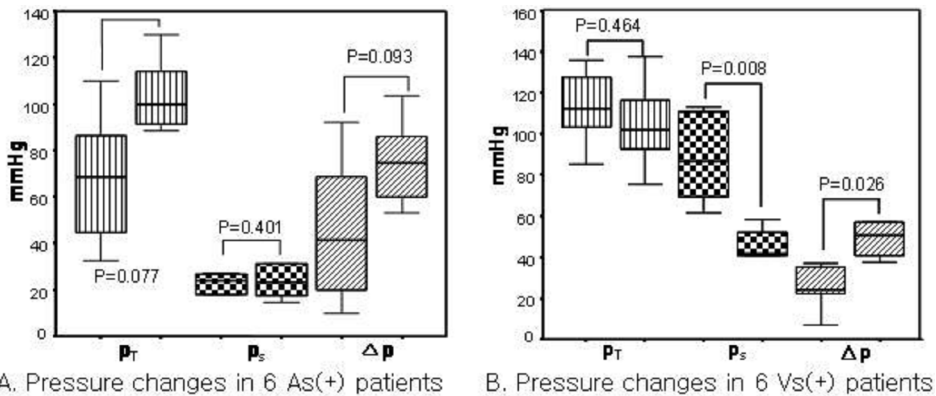 140
120
100
80
60
40
20
0
mmHg
P=0.077
P=0.401
P=0.093
pT
ps
△p
A. Pressure changes in 6 As(+) patients
160
140
120
100
80
60
40
20
0
mmHg
P=0.464
P=0.008
P=0.026
pT
ps
△p
B. Pressure changes in 6 Vs(+) patients